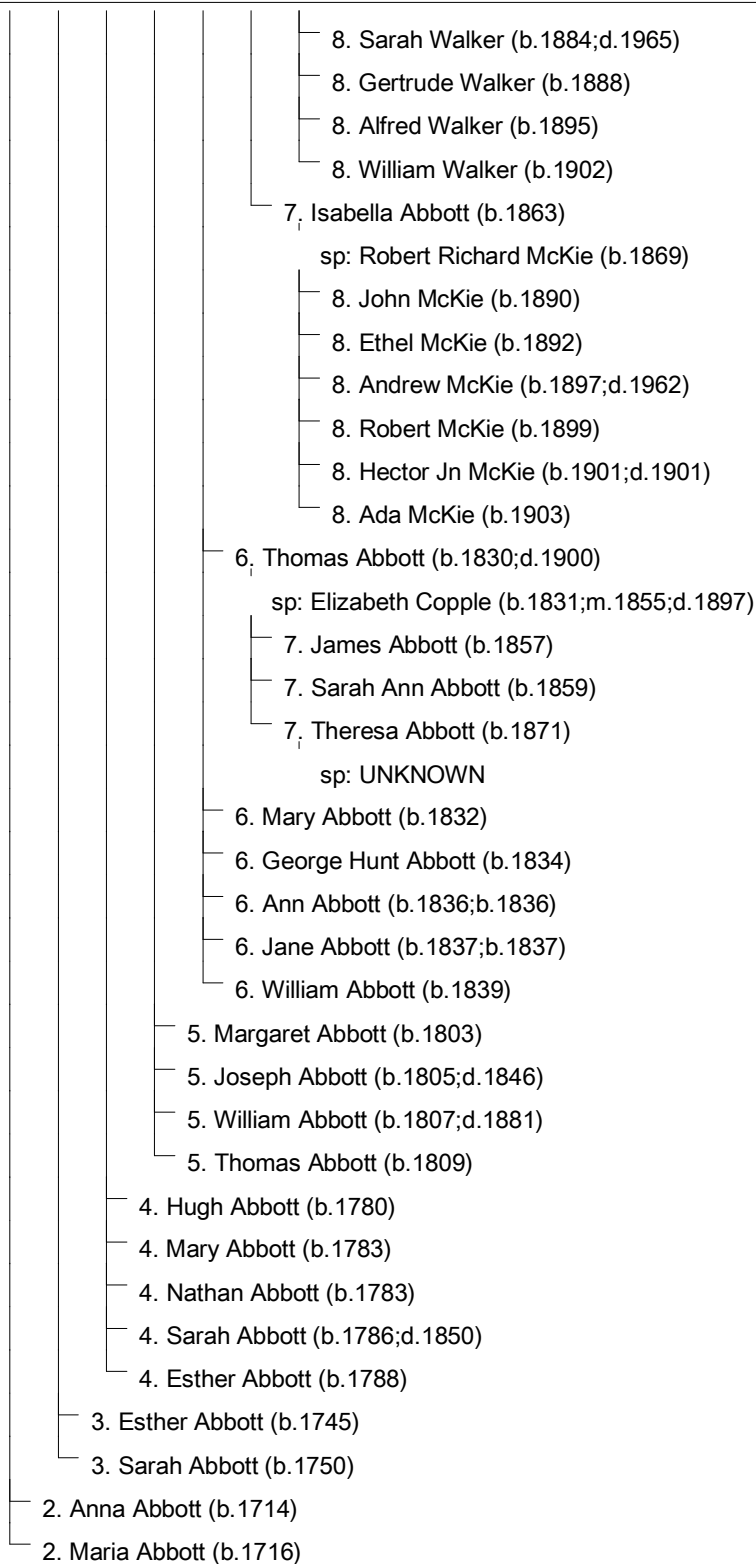 8. Sarah Walker (b.1884;d.1965)
8. Gertrude Walker (b.1888)
8. Alfred Walker (b.1895)
8. William Walker (b.1902)
7. Isabella Abbott (b.1863)
sp: Robert Richard McKie (b.1869)
8. John McKie (b.1890)
8. Ethel McKie (b.1892)
8. Andrew McKie (b.1897;d.1962)
8. Robert McKie (b.1899)
8. Hector Jn McKie (b.1901;d.1901)
8. Ada McKie (b.1903)
6. Thomas Abbott (b.1830;d.1900)
sp: Elizabeth Copple (b.1831;m.1855;d.1897)
7. James Abbott (b.1857)
7. Sarah Ann Abbott (b.1859)
7. Theresa Abbott (b.1871)
sp: UNKNOWN
6. Mary Abbott (b.1832)
6. George Hunt Abbott (b.1834)
6. Ann Abbott (b.1836;b.1836)
6. Jane Abbott (b.1837;b.1837)
6. William Abbott (b.1839)
5. Margaret Abbott (b.1803)
5. Joseph Abbott (b.1805;d.1846)
5. William Abbott (b.1807;d.1881)
5. Thomas Abbott (b.1809)
4. Hugh Abbott (b.1780)
4. Mary Abbott (b.1783)
4. Nathan Abbott (b.1783)
4. Sarah Abbott (b.1786;d.1850)
4. Esther Abbott (b.1788)
3. Esther Abbott (b.1745)
3. Sarah Abbott (b.1750)
2. Anna Abbott (b.1714)
2. Maria Abbott (b.1716)